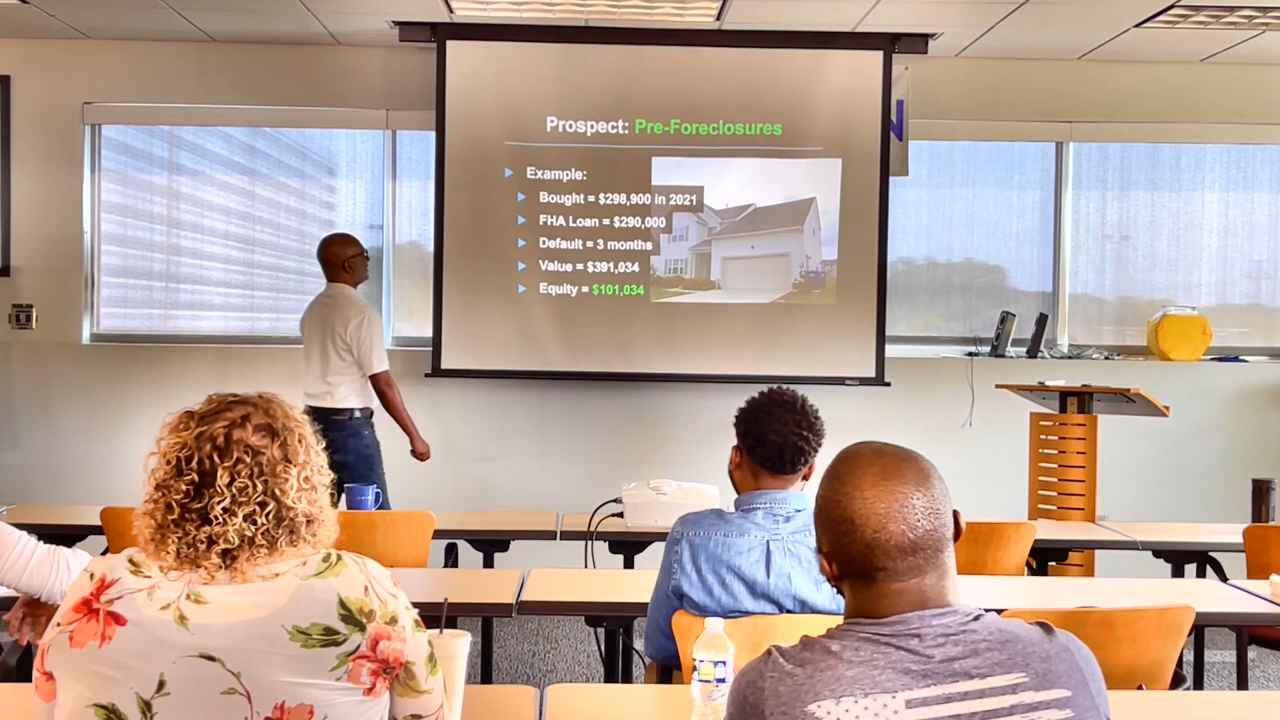 Prospect: Pre-Foreclosures
Example:
Bought = $298,900 in 2021
FHA Loan = $290,000
Default = 3 months
Value = $391,034
Equity = $101,034